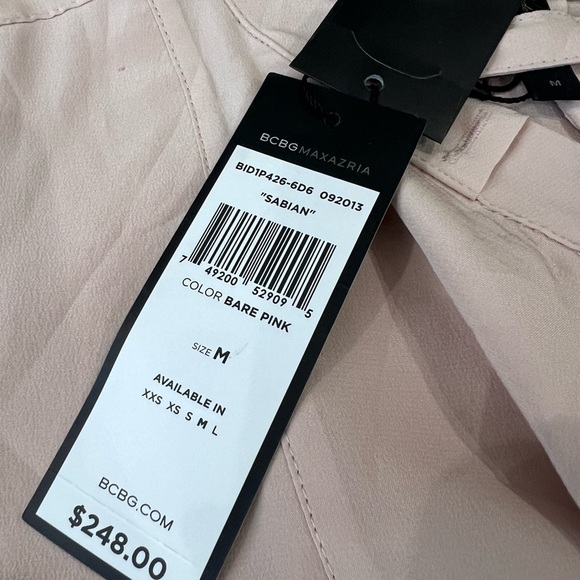 BCBGMAXAZRIA
BID1P426-6D6 092013
"SABIAN"
7 49200 52909 5
COLOR BARE PINK
SIZE M
AVAILABLE IN
XXS XS S M L
BCBG.COM
$248.00
M